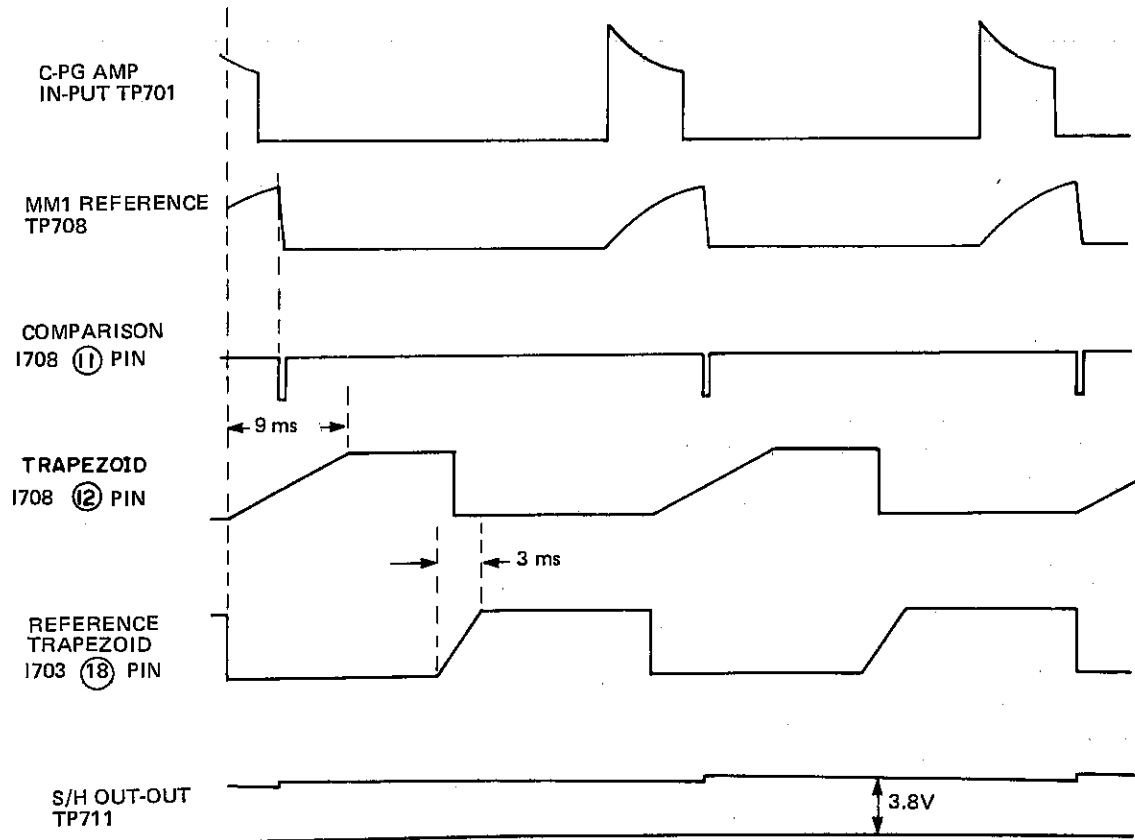 C-PG AMP
IN-PUT TP701
MM1 REFERENCE
TP708
COMPARISON
I708 ⑪ PIN
9 ms
TRAPEZOID
I708 ⑫ PIN
3 ms
REFERENCE
TRAPEZOID
I703 ⑱ PIN
S/H OUT-OUT
TP711
3.8V